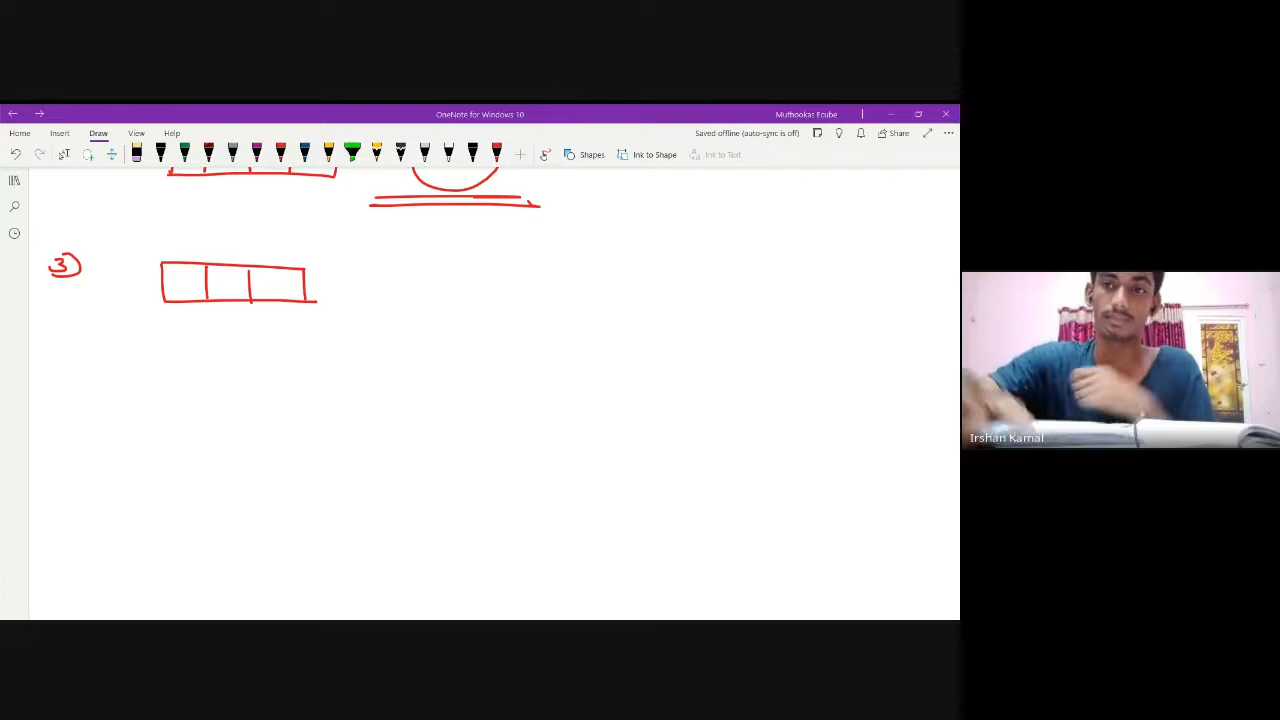 OneNote for Windows 10
Muthookas Ecube
Home Insert Draw View Help
Saved offline (auto-sync is off)
Share
Shapes
Ink to Shape
Ink to Text
3
Irshan Kamal